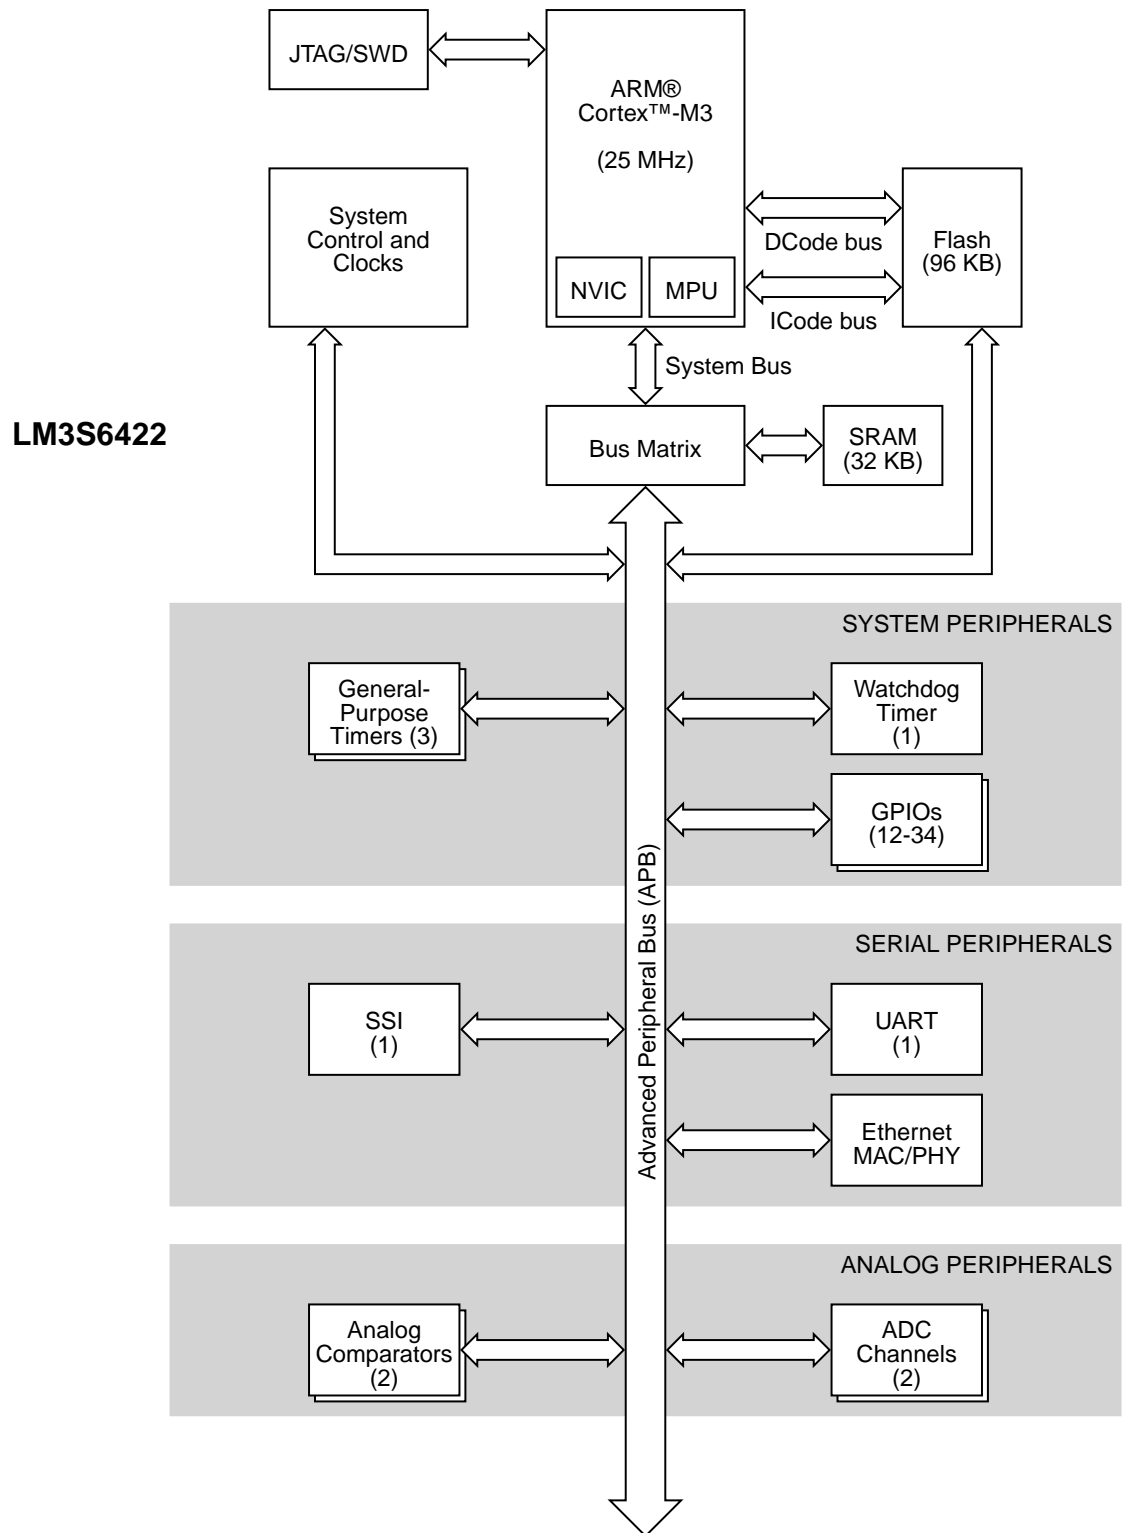 JTAG/SWD
ARM®
Cortex™-M3
(25 MHz)
System
Control and
Clocks
DCode bus
Flash
(96 KB)
NVIC
MPU
ICode bus
System Bus
LM3S6422
Bus Matrix
SRAM
(32 KB)
SYSTEM PERIPHERALS
General-
Purpose
Timers (3)
Watchdog
Timer
(1)
GPIOs
(12-34)
Advanced Peripheral Bus (APB)
SERIAL PERIPHERALS
SSI
(1)
UART
(1)
Ethernet
MAC/PHY
ANALOG PERIPHERALS
Analog
Comparators
(2)
ADC
Channels
(2)